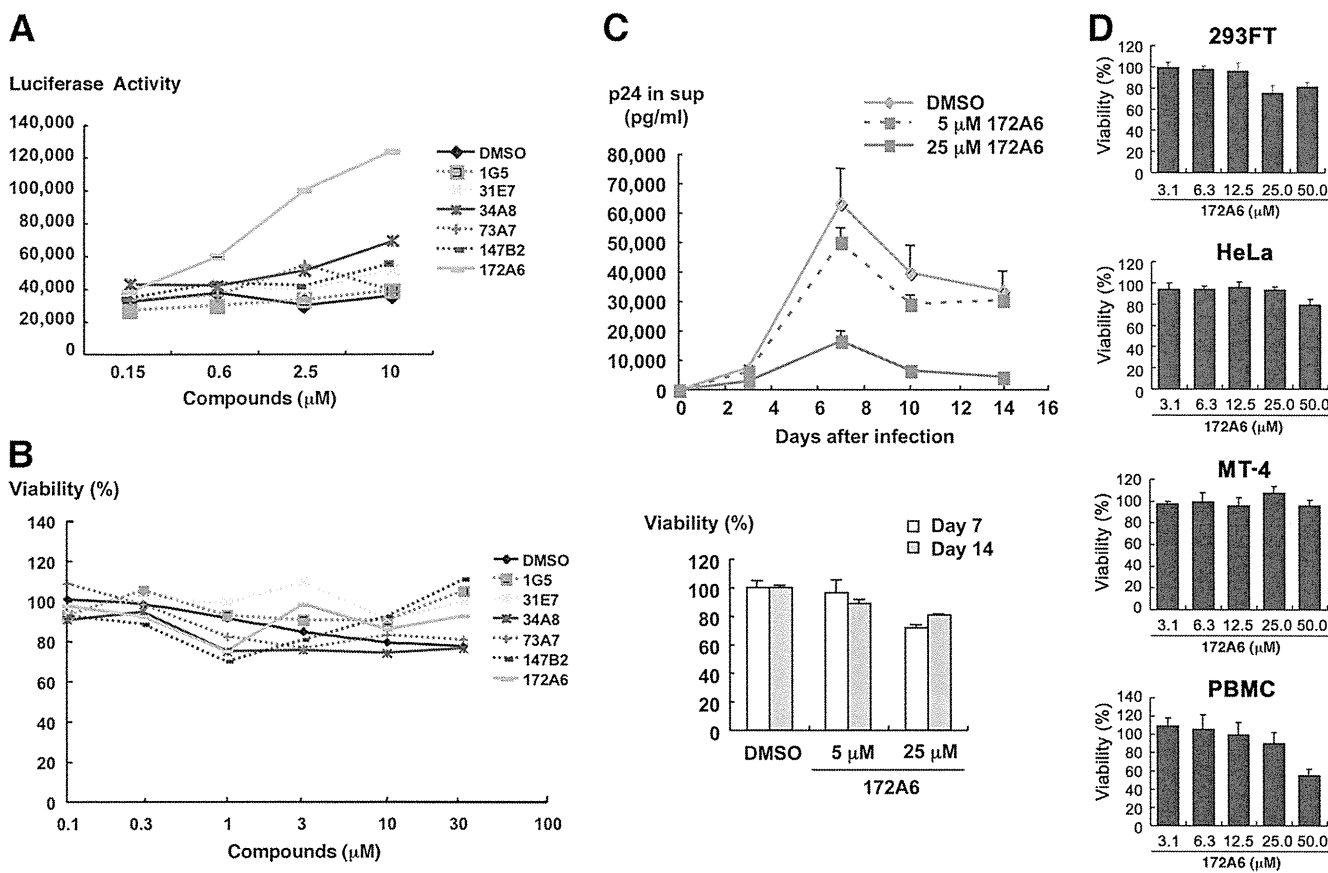 A
Luciferase Activity
140,000
120,000
100,000
80,000
60,000
40,000
20,000
0
0.15 0.6 2.5 10
Compounds (μM)
DMSO
1G5
31E7
34A8
73A7
147B2
172A6
B
Viability (%)
140
120
100
80
60
40
20
0
0.1 0.3 1 3 10 30 100
Compounds (μM)
DMSO
1G5
31E7
34A8
73A7
147B2
172A6
C
p24 in sup
(pg/ml)
DMSO
5 μM 172A6
25 μM 172A6
80,000
70,000
60,000
50,000
40,000
30,000
20,000
10,000
0
0 2 4 6 8 10 12 14 16
Days after infection
Viability (%)
Day 7
Day 14
120
100
80
60
40
20
0
DMSO 5 μM 25 μM
172A6
D
293FT
Viability (%)
120
100
80
60
40
20
0
3.1 6.3 12.5 25.0 50.0
172A6 (μM)
HeLa
Viability (%)
120
100
80
60
40
20
0
3.1 6.3 12.5 25.0 50.0
172A6 (μM)
MT-4
Viability (%)
120
100
80
60
40
20
0
3.1 6.3 12.5 25.0 50.0
172A6 (μM)
PBMC
Viability (%)
140
120
100
80
60
40
20
0
3.1 6.3 12.5 25.0 50.0
172A6 (μM)